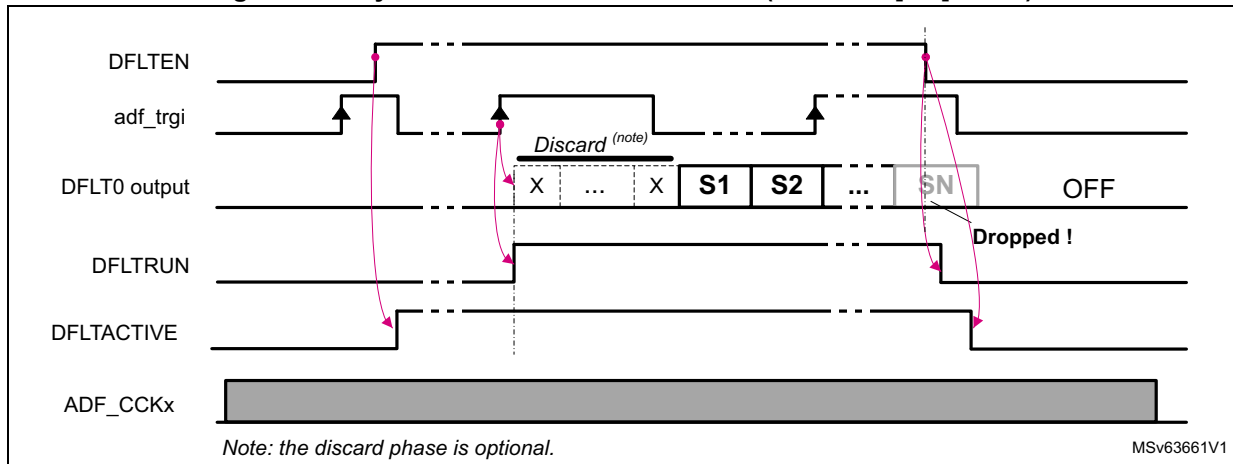 DFLTEN
adf_trgi
Discard (note)
DFLT0 output
X ... X S1 S2 ... SN OFF
Dropped !
DFLTRUN
DFLTACTIVE
ADF_CCKx
Note: the discard phase is optional.
MSv63661V1